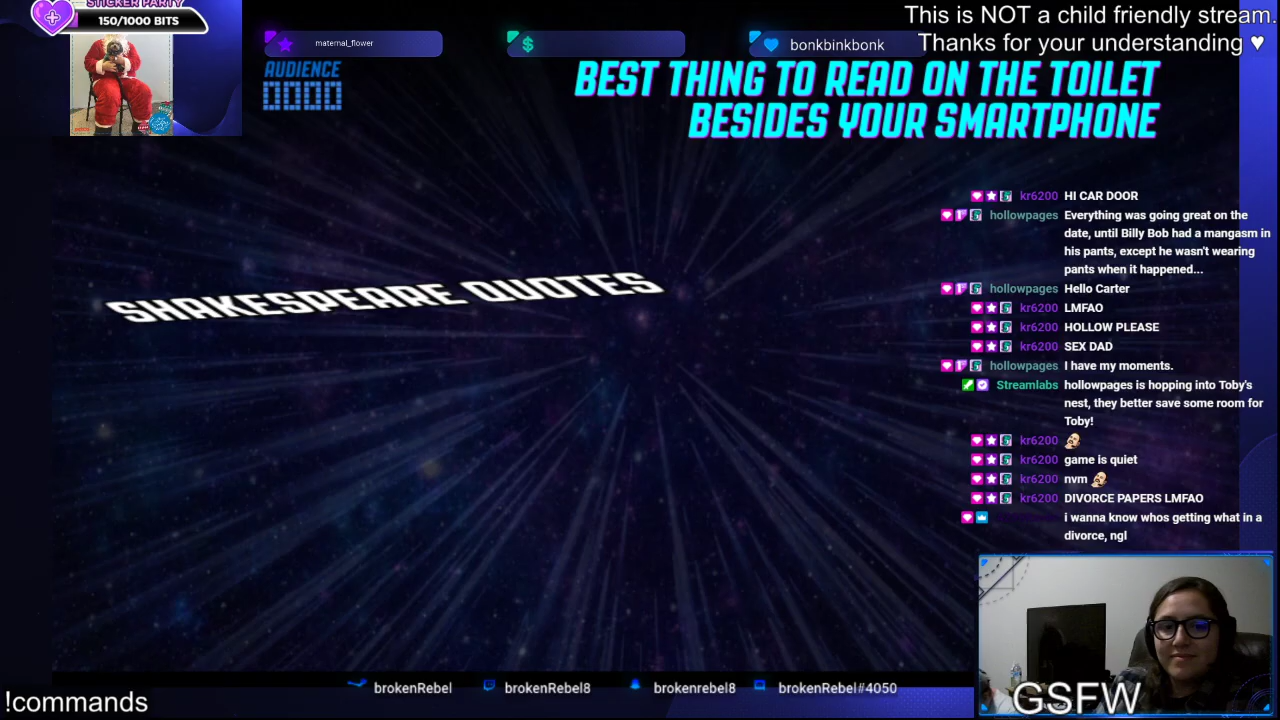 STICKER PARTY
150/1000 BITS
maternal_flower
$
bonkbinkbonk
This is NOT a child friendly stream.
Thanks for your understanding ♥
AUDIENCE
BEST THING TO READ ON THE TOILET
BESIDES YOUR SMARTPHONE
SHAKESPEARE QUOTES
kr6200 HI CAR DOOR
hollowpages Everything was going great on the
date, until Billy Bob had a mangasm in
his pants, except he wasn't wearing
pants when it happened...
hollowpages Hello Carter
kr6200 LMFAO
kr6200 HOLLOW PLEASE
kr6200 SEX DAD
hollowpages I have my moments.
Streamlabs hollowpages is hopping into Toby's
nest, they better save some room for
Toby!
kr6200
kr6200 game is quiet
kr6200 nvm
kr6200 DIVORCE PAPERS LMFAO
i wanna know whos getting what in a
divorce, ngl
GSFW
brokenRebel
brokenRebel8
brokenrebel8
brokenRebel#4050
!commands